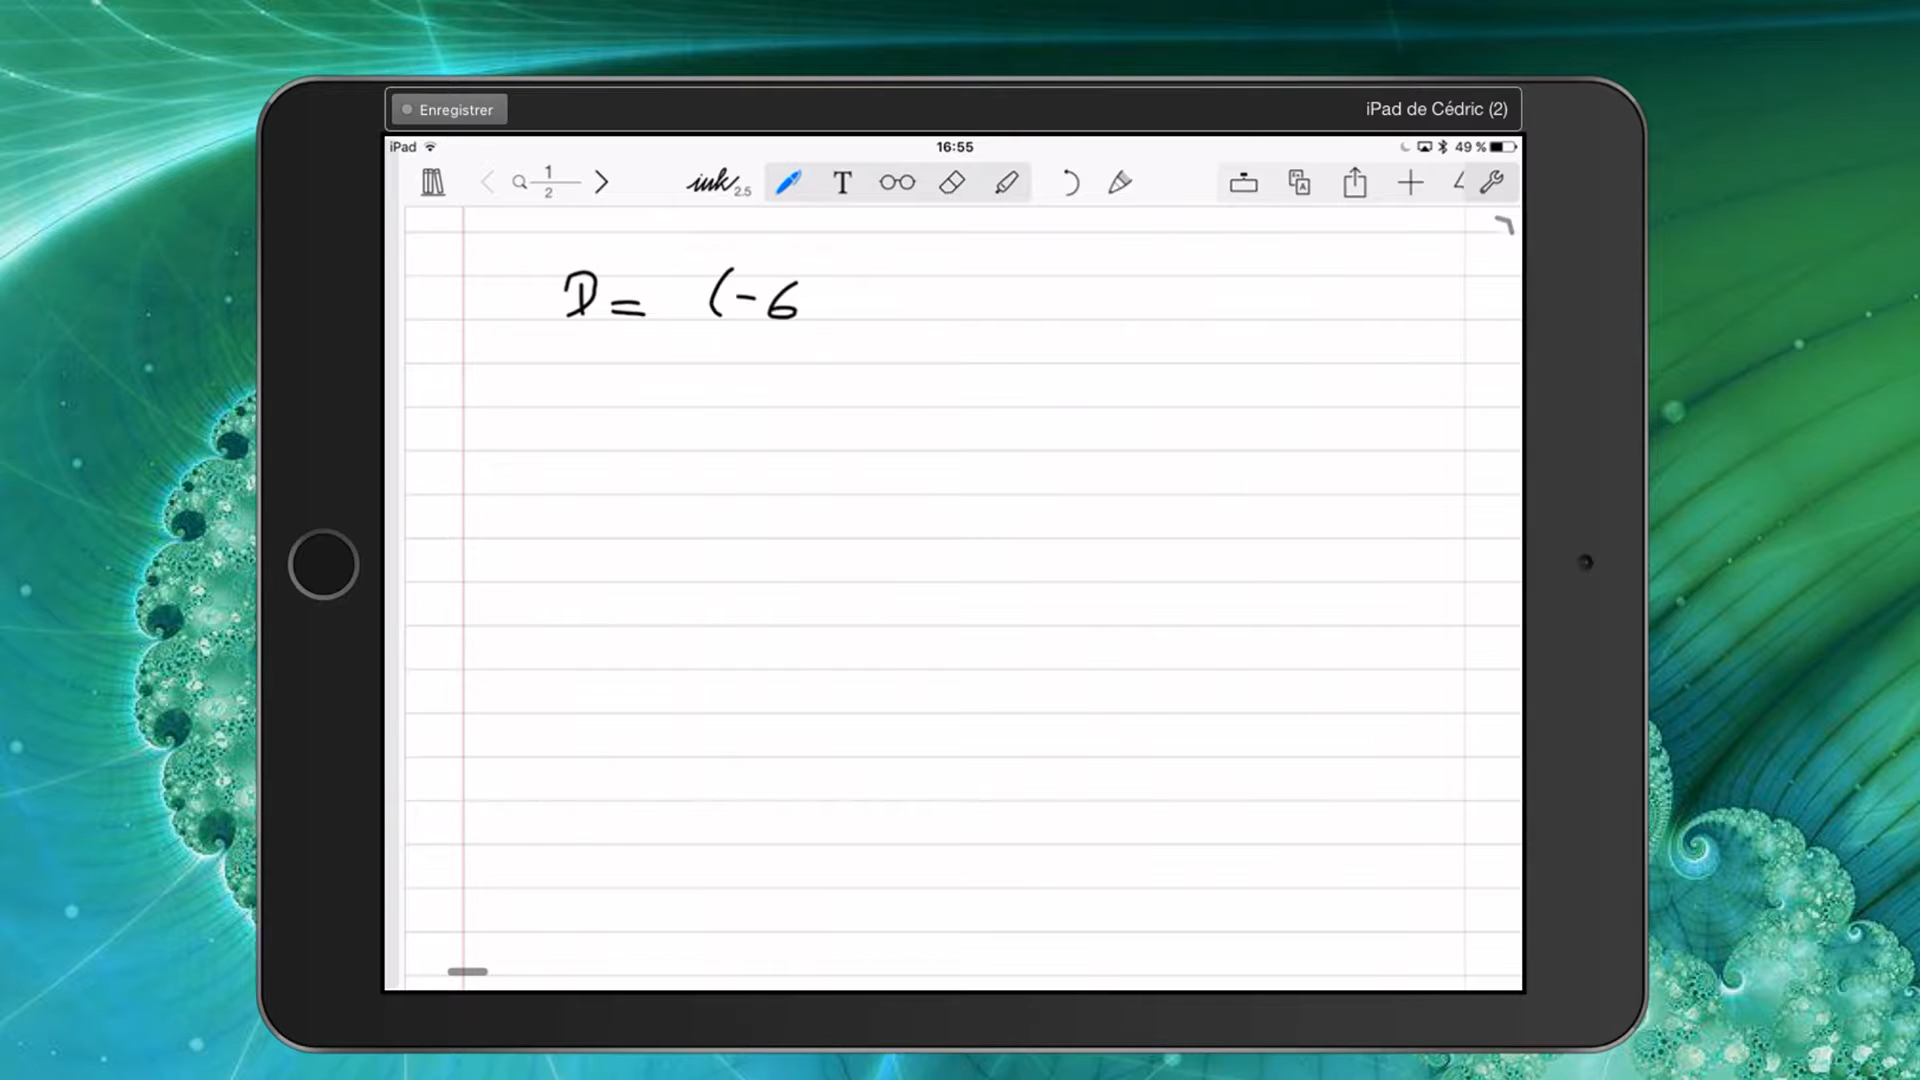 Enregistrer
iPad de Cédric (2)
iPad
16:55
49 %
1
2
ink 2.5
T
D = (-6